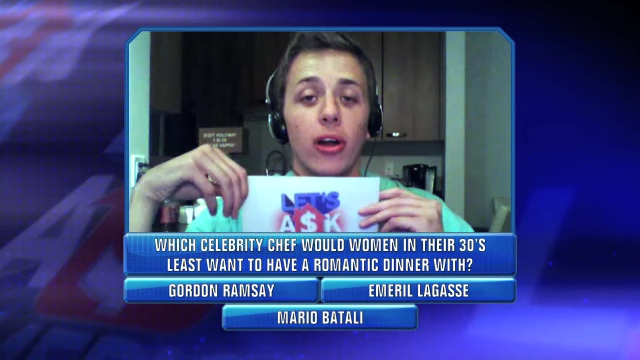 LET'S
A$K
WHICH CELEBRITY CHEF WOULD WOMEN IN THEIR 30'S
LEAST WANT TO HAVE A ROMANTIC DINNER WITH?
GORDON RAMSAY
EMERIL LAGASSE
MARIO BATALI